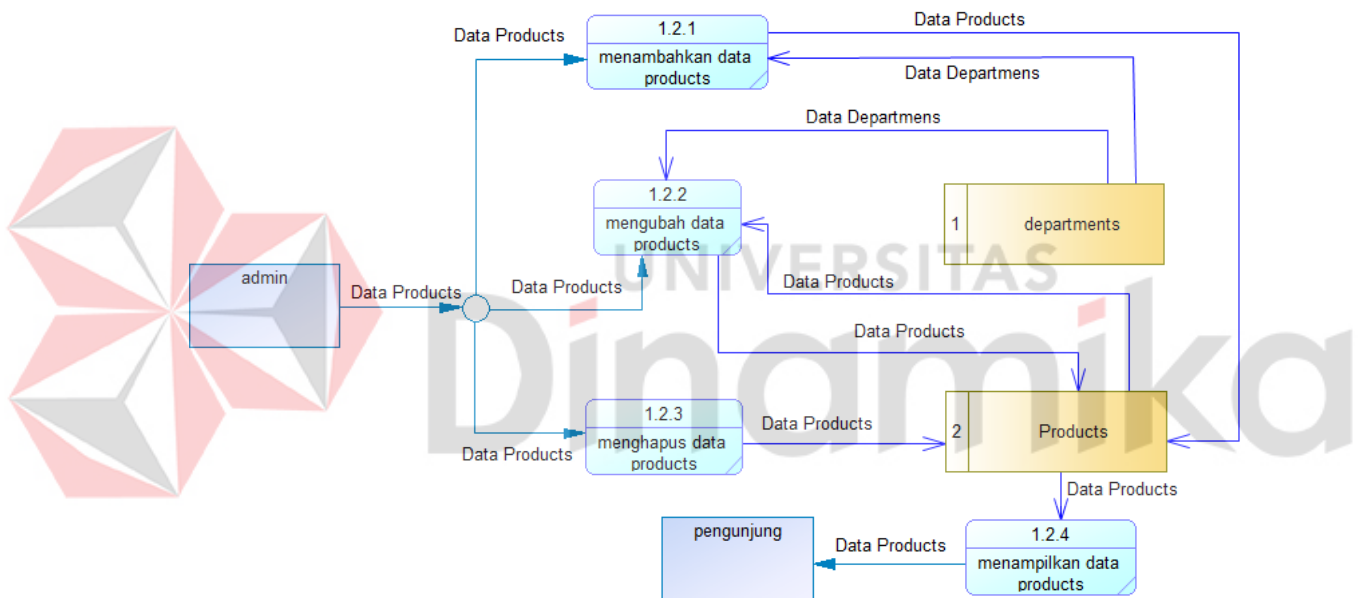 Data Products
1.2.1
menambahkan data
products
Data Products
Data Departmens
Data Departmens
1.2.2
mengubah data
products
1
departments
UNIVERSITAS
Dinamika
admin
Data Products
Data Products
Data Products
Data Products
1.2.3
menghapus data
products
Data Products
Data Products
2
Products
Data Products
pengunjung
Data Products
1.2.4
menampilkan data
products